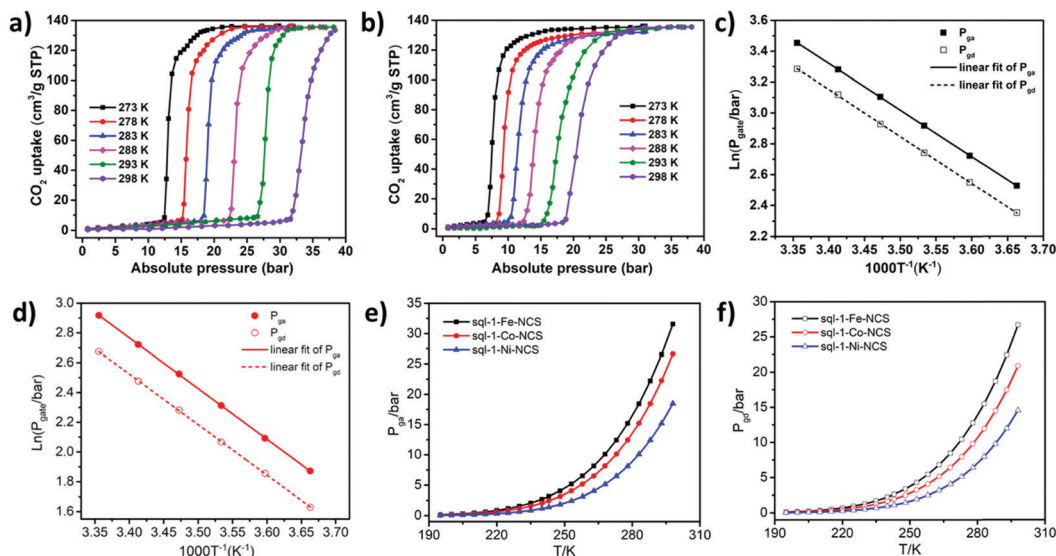 a)
CO2 uptake (cm3/g STP)
140
120
100
80
60
40
20
0
273 K
278 K
283 K
288 K
293 K
298 K
0 5 10 15 20 25 30 35 40
Absolute pressure (bar)
b)
CO2 uptake (cm3/g STP)
140
120
100
80
60
40
20
0
273 K
278 K
283 K
288 K
293 K
298 K
0 5 10 15 20 25 30 35 40
Absolute pressure (bar)
c)
Ln(Pgate/bar)
3.6
3.4
3.2
3.0
2.8
2.6
2.4
2.2
Pga
Pgd
linear fit of Pga
linear fit of Pgd
3.35 3.40 3.45 3.50 3.55 3.60 3.65 3.70
1000T-1(K-1)
d)
Ln(Pgate/bar)
3.0
2.8
2.6
2.4
2.2
2.0
1.8
1.6
Pga
Pgd
linear fit of Pga
linear fit of Pgd
3.35 3.40 3.45 3.50 3.55 3.60 3.65 3.70
1000T-1(K-1)
e)
Pga/bar
35
30
25
20
15
10
5
0
sql-1-Fe-NCS
sql-1-Co-NCS
sql-1-Ni-NCS
190 210 230 250 270 290 310
T/K
f)
Pgd/bar
30
25
20
15
10
5
0
sql-1-Fe-NCS
sql-1-Co-NCS
sql-1-Ni-NCS
190 220 250 280 310
T/K